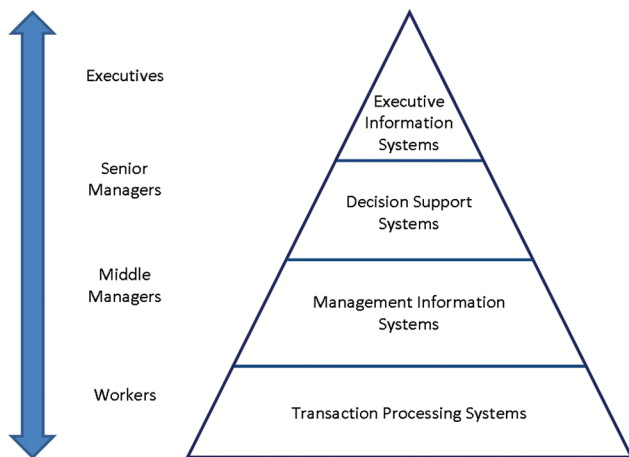 Executives
Executive
Information
Systems
Senior
Managers
Decision Support
Systems
Middle
Managers
Management Information
Systems
Workers
Transaction Processing Systems